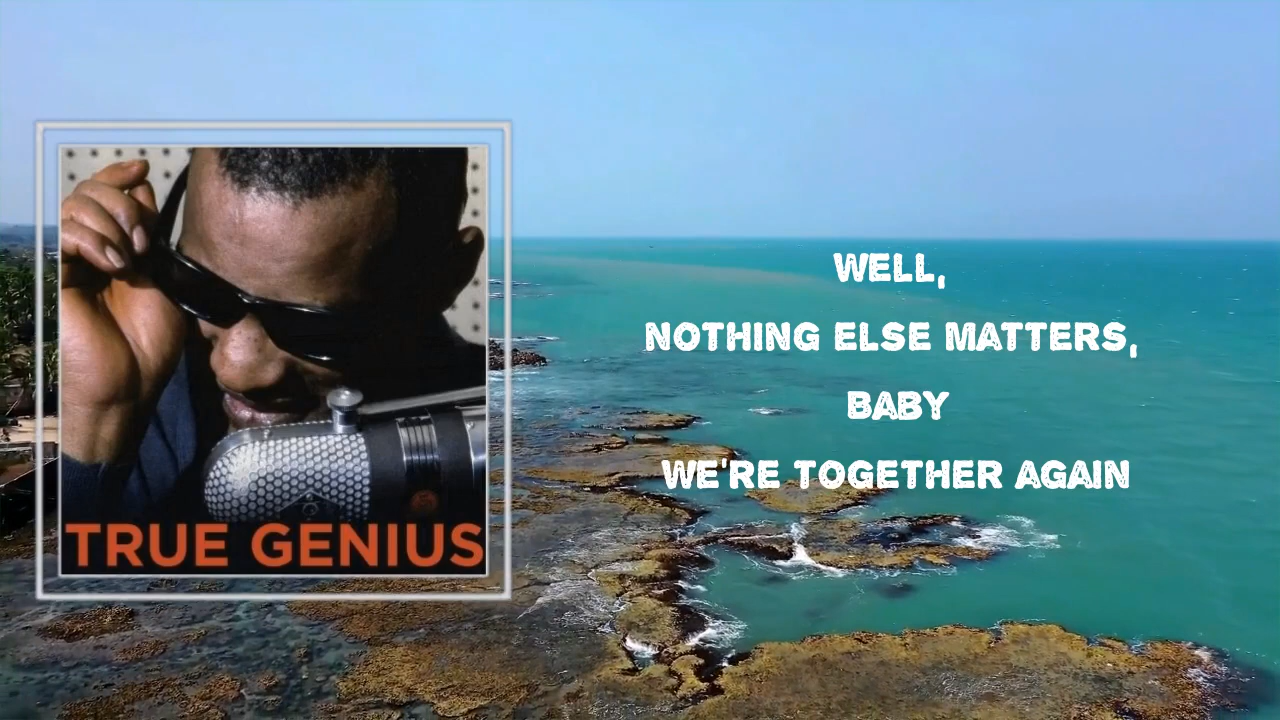 TRUE GENIUS
WELL,
NOTHING ELSE MATTERS,
BABY
WE'RE TOGETHER AGAIN